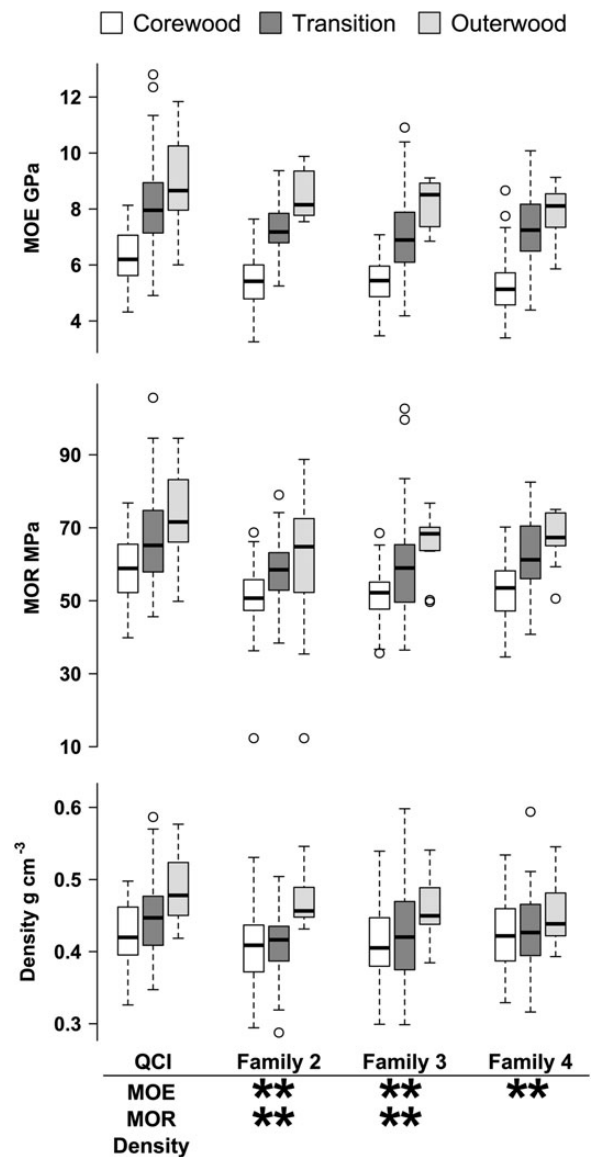 Corewood Transition Outerwood
12
10
8
6
4
MOE GPa
90
70
50
30
10
MOR MPa
0.6
0.5
0.4
0.3
Density g cm⁻³
QCI Family 2 Family 3 Family 4
MOE ** ** **
MOR ** **
Density